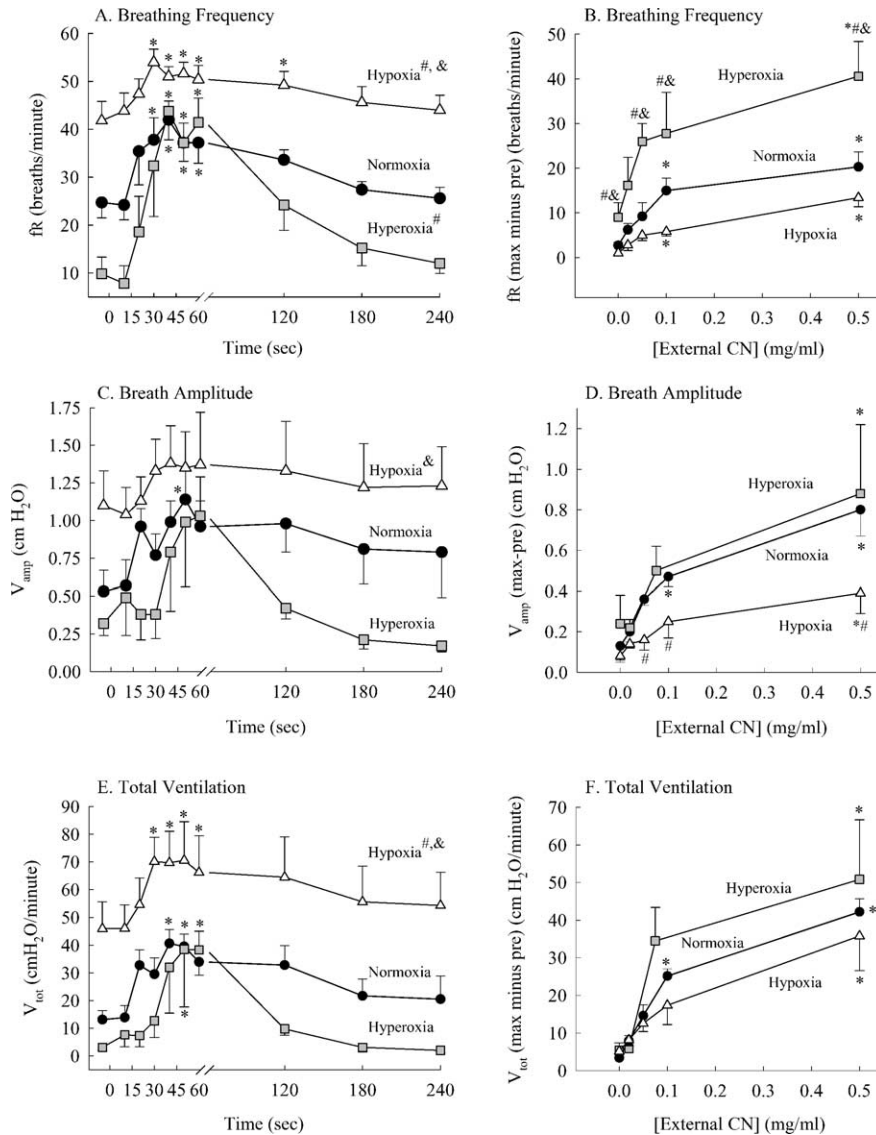 A. Breathing Frequency
fR (breaths/minute)
60
50
40
30
20
10
* * * * *
Hypoxia#, &
* * * * * *
Normoxia
Hyperoxia#
0 15 30 45 60 120 180 240
Time (sec)
B. Breathing Frequency
fR (max minus pre) (breaths/minute)
50
40
30
20
10
0
*#&
#& #&
Hyperoxia
#&
*
Normoxia
*
Hypoxia
* *
0.0 0.1 0.2 0.3 0.4 0.5
[External CN] (mg/ml)
C. Breath Amplitude
Vamp (cm H2O)
1.75
1.50
1.25
1.00
0.75
0.50
0.25
0.00
Hypoxia&
*
Normoxia
Hyperoxia
0 15 30 45 60 120 180 240
Time (sec)
D. Breath Amplitude
Vamp (max-pre) (cm H2O)
1.2
1.0
0.8
0.6
0.4
0.2
0.0
*
Hyperoxia
Normoxia
*
*
Hypoxia
*#
# #
0.0 0.1 0.2 0.3 0.4 0.5
[External CN] (mg/ml)
E. Total Ventilation
Vtot (cmH2O/minute)
90
80
70
60
50
40
30
20
10
0
* * * *
Hypoxia#,&
* *
Normoxia
*
Hyperoxia
0 15 30 45 60 120 180 240
Time (sec)
F. Total Ventilation
Vtot (max minus pre) (cm H2O/minute)
70
60
50
40
30
20
10
0
*
Hyperoxia
*
Normoxia
*
Hypoxia
*
0.0 0.1 0.2 0.3 0.4 0.5
[External CN] (mg/ml)